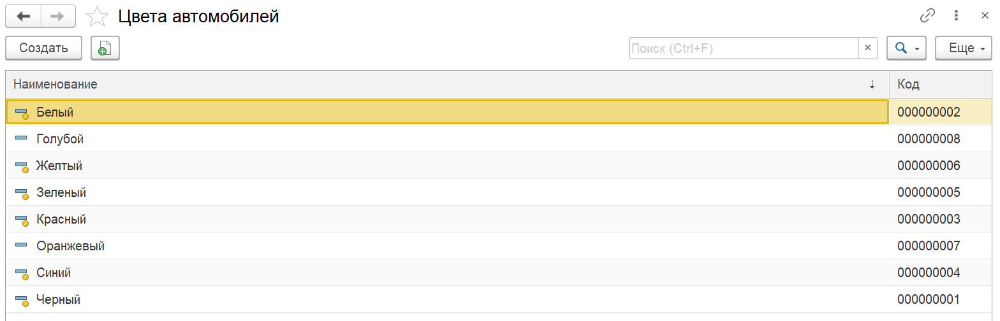 Цвета автомобилей
Создать Поиск (Ctrl+F) × Еще
Наименование ↓ Код
Белый 000000002
Голубой 000000008
Желтый 000000006
Зеленый 000000005
Красный 000000003
Оранжевый 000000007
Синий 000000004
Черный 000000001